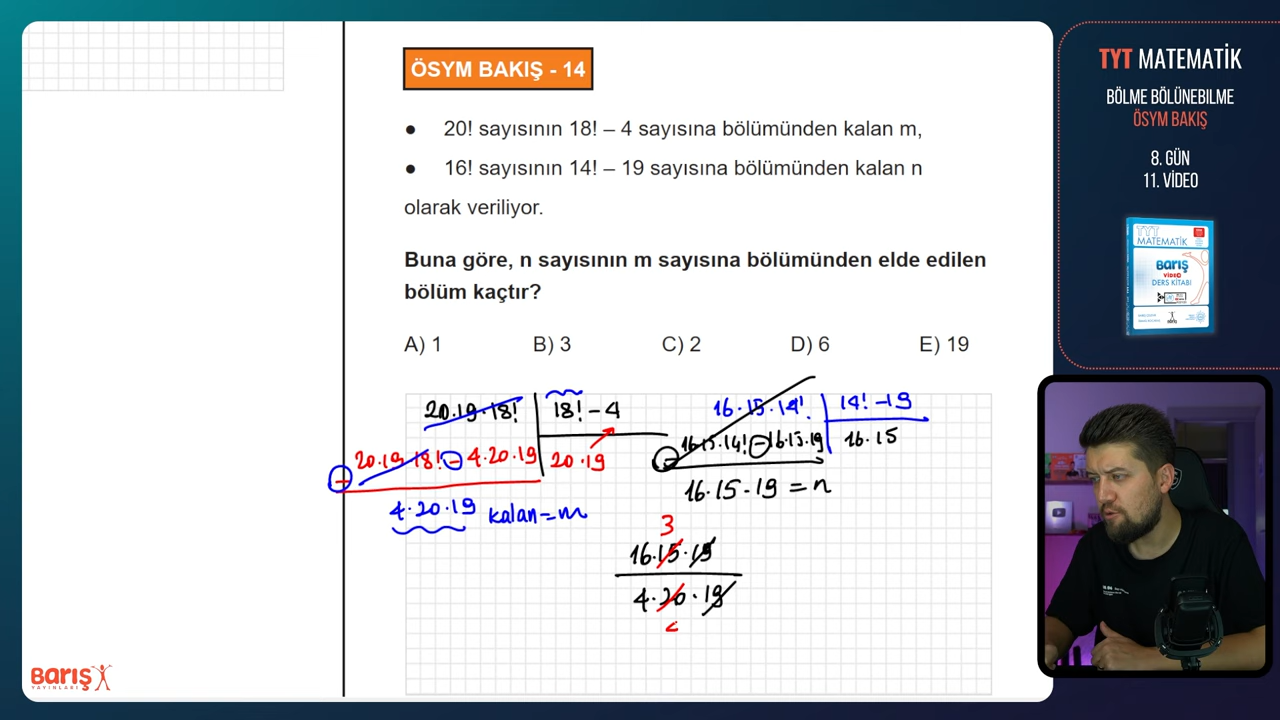 ÖSYM BAKIŞ - 14
● 20! sayısının 18! – 4 sayısına bölümünden kalan m,
● 16! sayısının 14! – 19 sayısına bölümünden kalan n
olarak veriliyor.
Buna göre, n sayısının m sayısına bölümünden elde edilen
bölüm kaçtır?
A) 1 B) 3 C) 2 D) 6 E) 19
20·19·18! 18! – 4
20·19·18! – 4·20·19 20·19
4·20·19 kalan = m
16·15·14! 14! – 19
16·15·14! – 16·15·19 16·15
16·15·19 = n
3
16·15·19
4·20·19
TYT MATEMATİK
BÖLME BÖLÜNEBILME
ÖSYM BAKIŞ
8. GÜN
11. VİDEO
TYT
MATEMATİK
BARIŞ
VİDEO
DERS KİTABI
BARIŞ
YAYINLARI